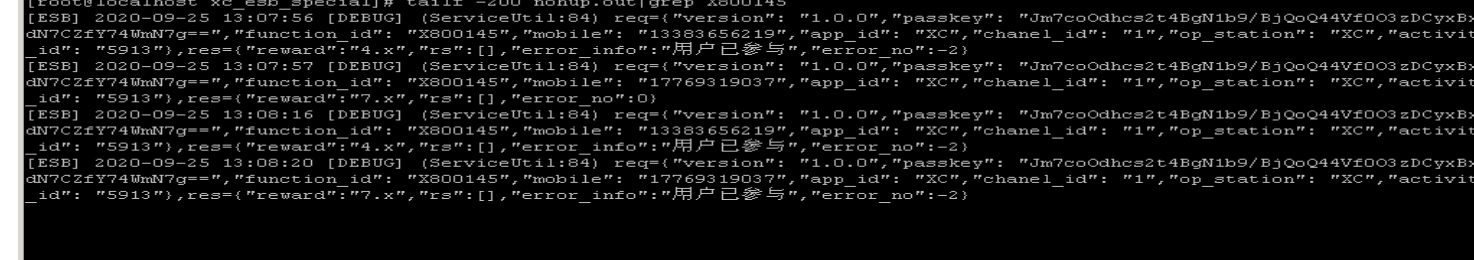 [root@localhost xc_esb_special]# tailf -200 nohup.out|grep X800145
[ESB] 2020-09-25 13:07:56 [DEBUG] (ServiceUtil:84) req={"version": "1.0.0","passkey": "Jm7coOdhcs2t4BgN1b9/BjQoQ44VfOO3zDCyxBx
dN7CZfY74WmN7g==","function_id": "X800145","mobile": "13383656219","app_id": "XC","chanel_id": "1","op_station": "XC","activit
_id": "5913"},res={"reward":"4.x","rs":[],"error_info":"用户已参与","error_no":-2}
[ESB] 2020-09-25 13:07:57 [DEBUG] (ServiceUtil:84) req={"version": "1.0.0","passkey": "Jm7coOdhcs2t4BgN1b9/BjQoQ44VfOO3zDCyxBx
dN7CZfY74WmN7g==","function_id": "X800145","mobile": "17769319037","app_id": "XC","chanel_id": "1","op_station": "XC","activit
_id": "5913"},res={"reward":"7.x","rs":[],"error_no":0}
[ESB] 2020-09-25 13:08:16 [DEBUG] (ServiceUtil:84) req={"version": "1.0.0","passkey": "Jm7coOdhcs2t4BgN1b9/BjQoQ44VfOO3zDCyxBx
dN7CZfY74WmN7g==","function_id": "X800145","mobile": "13383656219","app_id": "XC","chanel_id": "1","op_station": "XC","activit
_id": "5913"},res={"reward":"4.x","rs":[],"error_info":"用户已参与","error_no":-2}
[ESB] 2020-09-25 13:08:20 [DEBUG] (ServiceUtil:84) req={"version": "1.0.0","passkey": "Jm7coOdhcs2t4BgN1b9/BjQoQ44VfOO3zDCyxBx
dN7CZfY74WmN7g==","function_id": "X800145","mobile": "17769319037","app_id": "XC","chanel_id": "1","op_station": "XC","activit
_id": "5913"},res={"reward":"7.x","rs":[],"error_info":"用户已参与","error_no":-2}